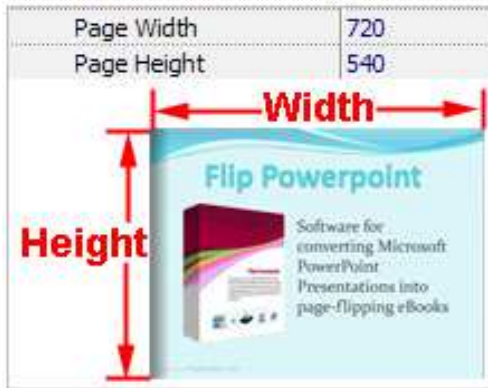 Page Width 720
Page Height 540
Width
Height
Flip Powerpoint
Software for
converting Microsoft
PowerPoint
Presentations into
page-flipping eBooks